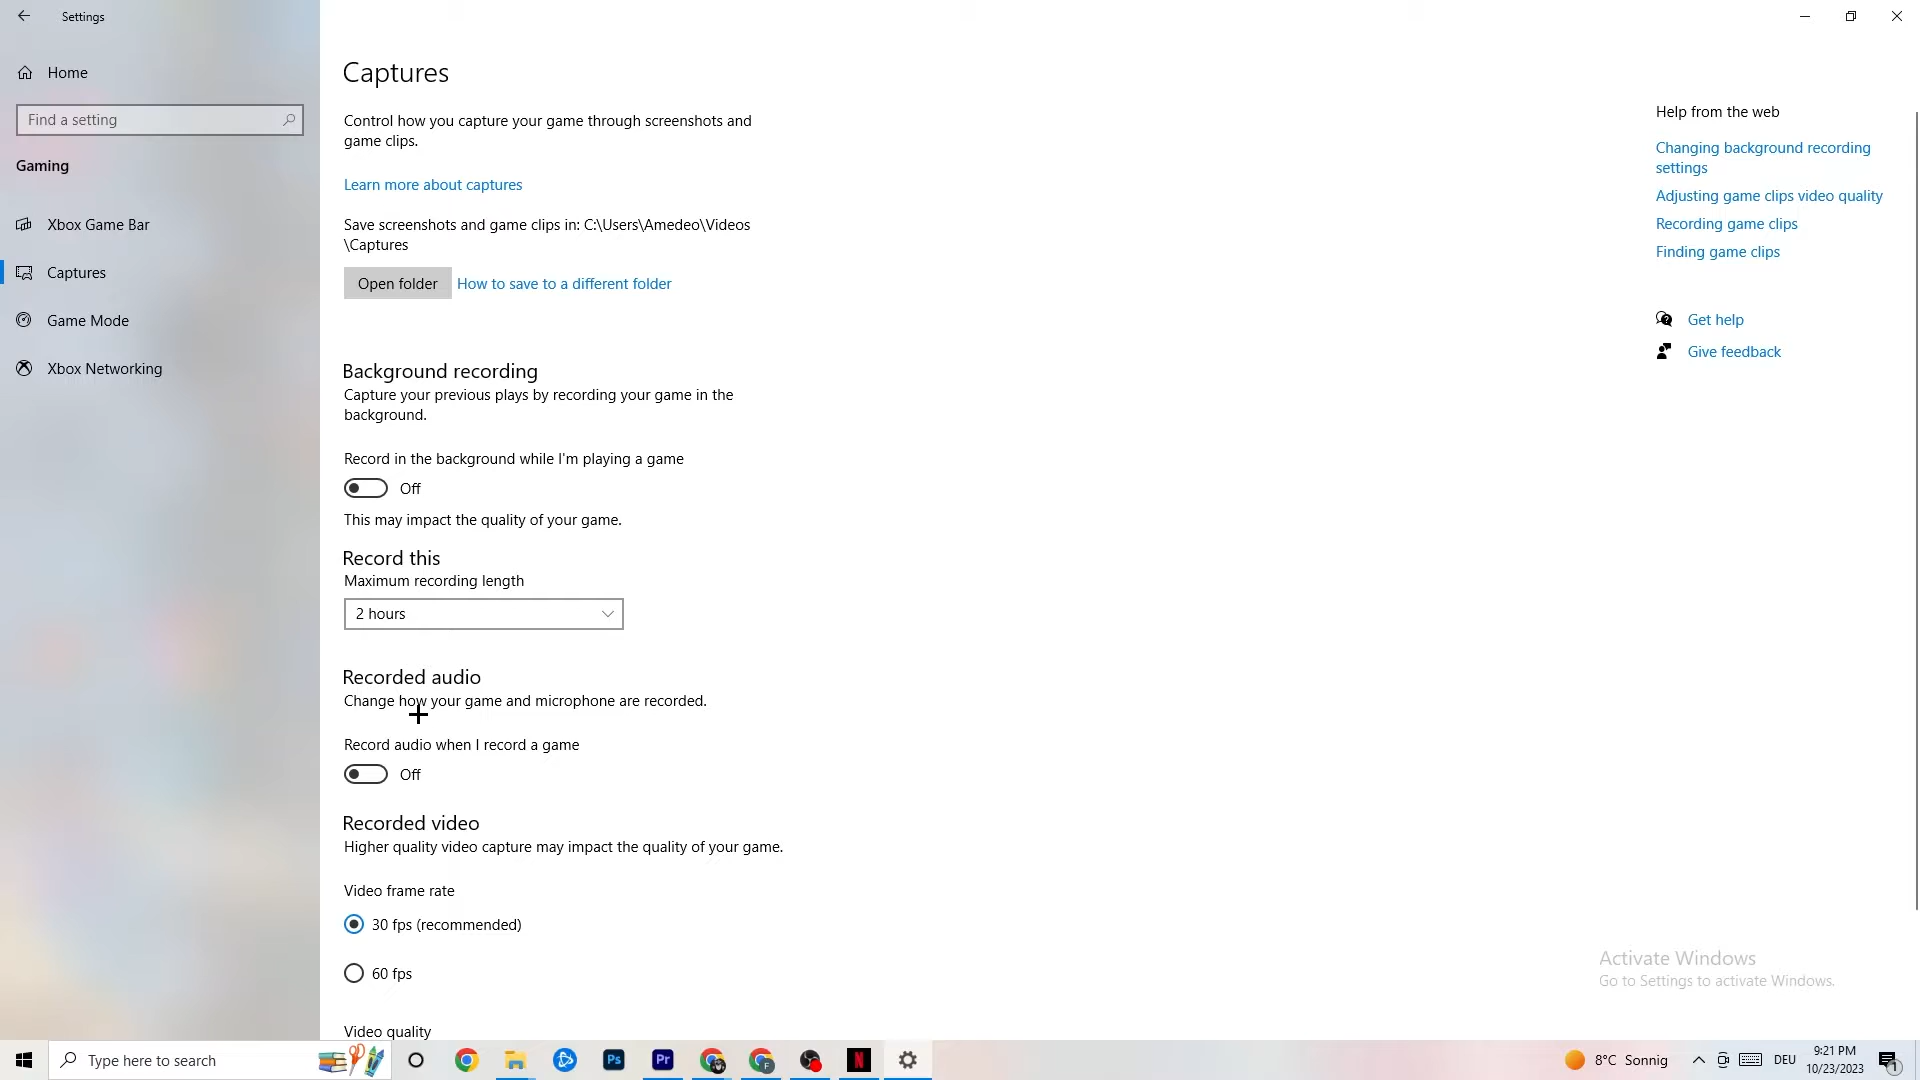 Settings
Home
Find a setting
Gaming
Xbox Game Bar
Captures
Game Mode
Xbox Networking
Captures
Control how you capture your game through screenshots and
game clips.
Learn more about captures
Save screenshots and game clips in: C:\Users\Amedeo\Videos
\Captures
Open folder
How to save to a different folder
Background recording
Capture your previous plays by recording your game in the
background.
Record in the background while I'm playing a game
Off
This may impact the quality of your game.
Record this
Maximum recording length
2 hours
Recorded audio
Change how your game and microphone are recorded.
Record audio when I record a game
Off
Recorded video
Higher quality video capture may impact the quality of your game.
Video frame rate
30 fps (recommended)
60 fps
Video quality
Help from the web
Changing background recording
settings
Adjusting game clips video quality
Recording game clips
Finding game clips
Get help
Give feedback
Activate Windows
Go to Settings to activate Windows.
Type here to search
Ps
Pr
F
N
8°C Sonnig
DEU
9:21 PM
10/23/2023
1